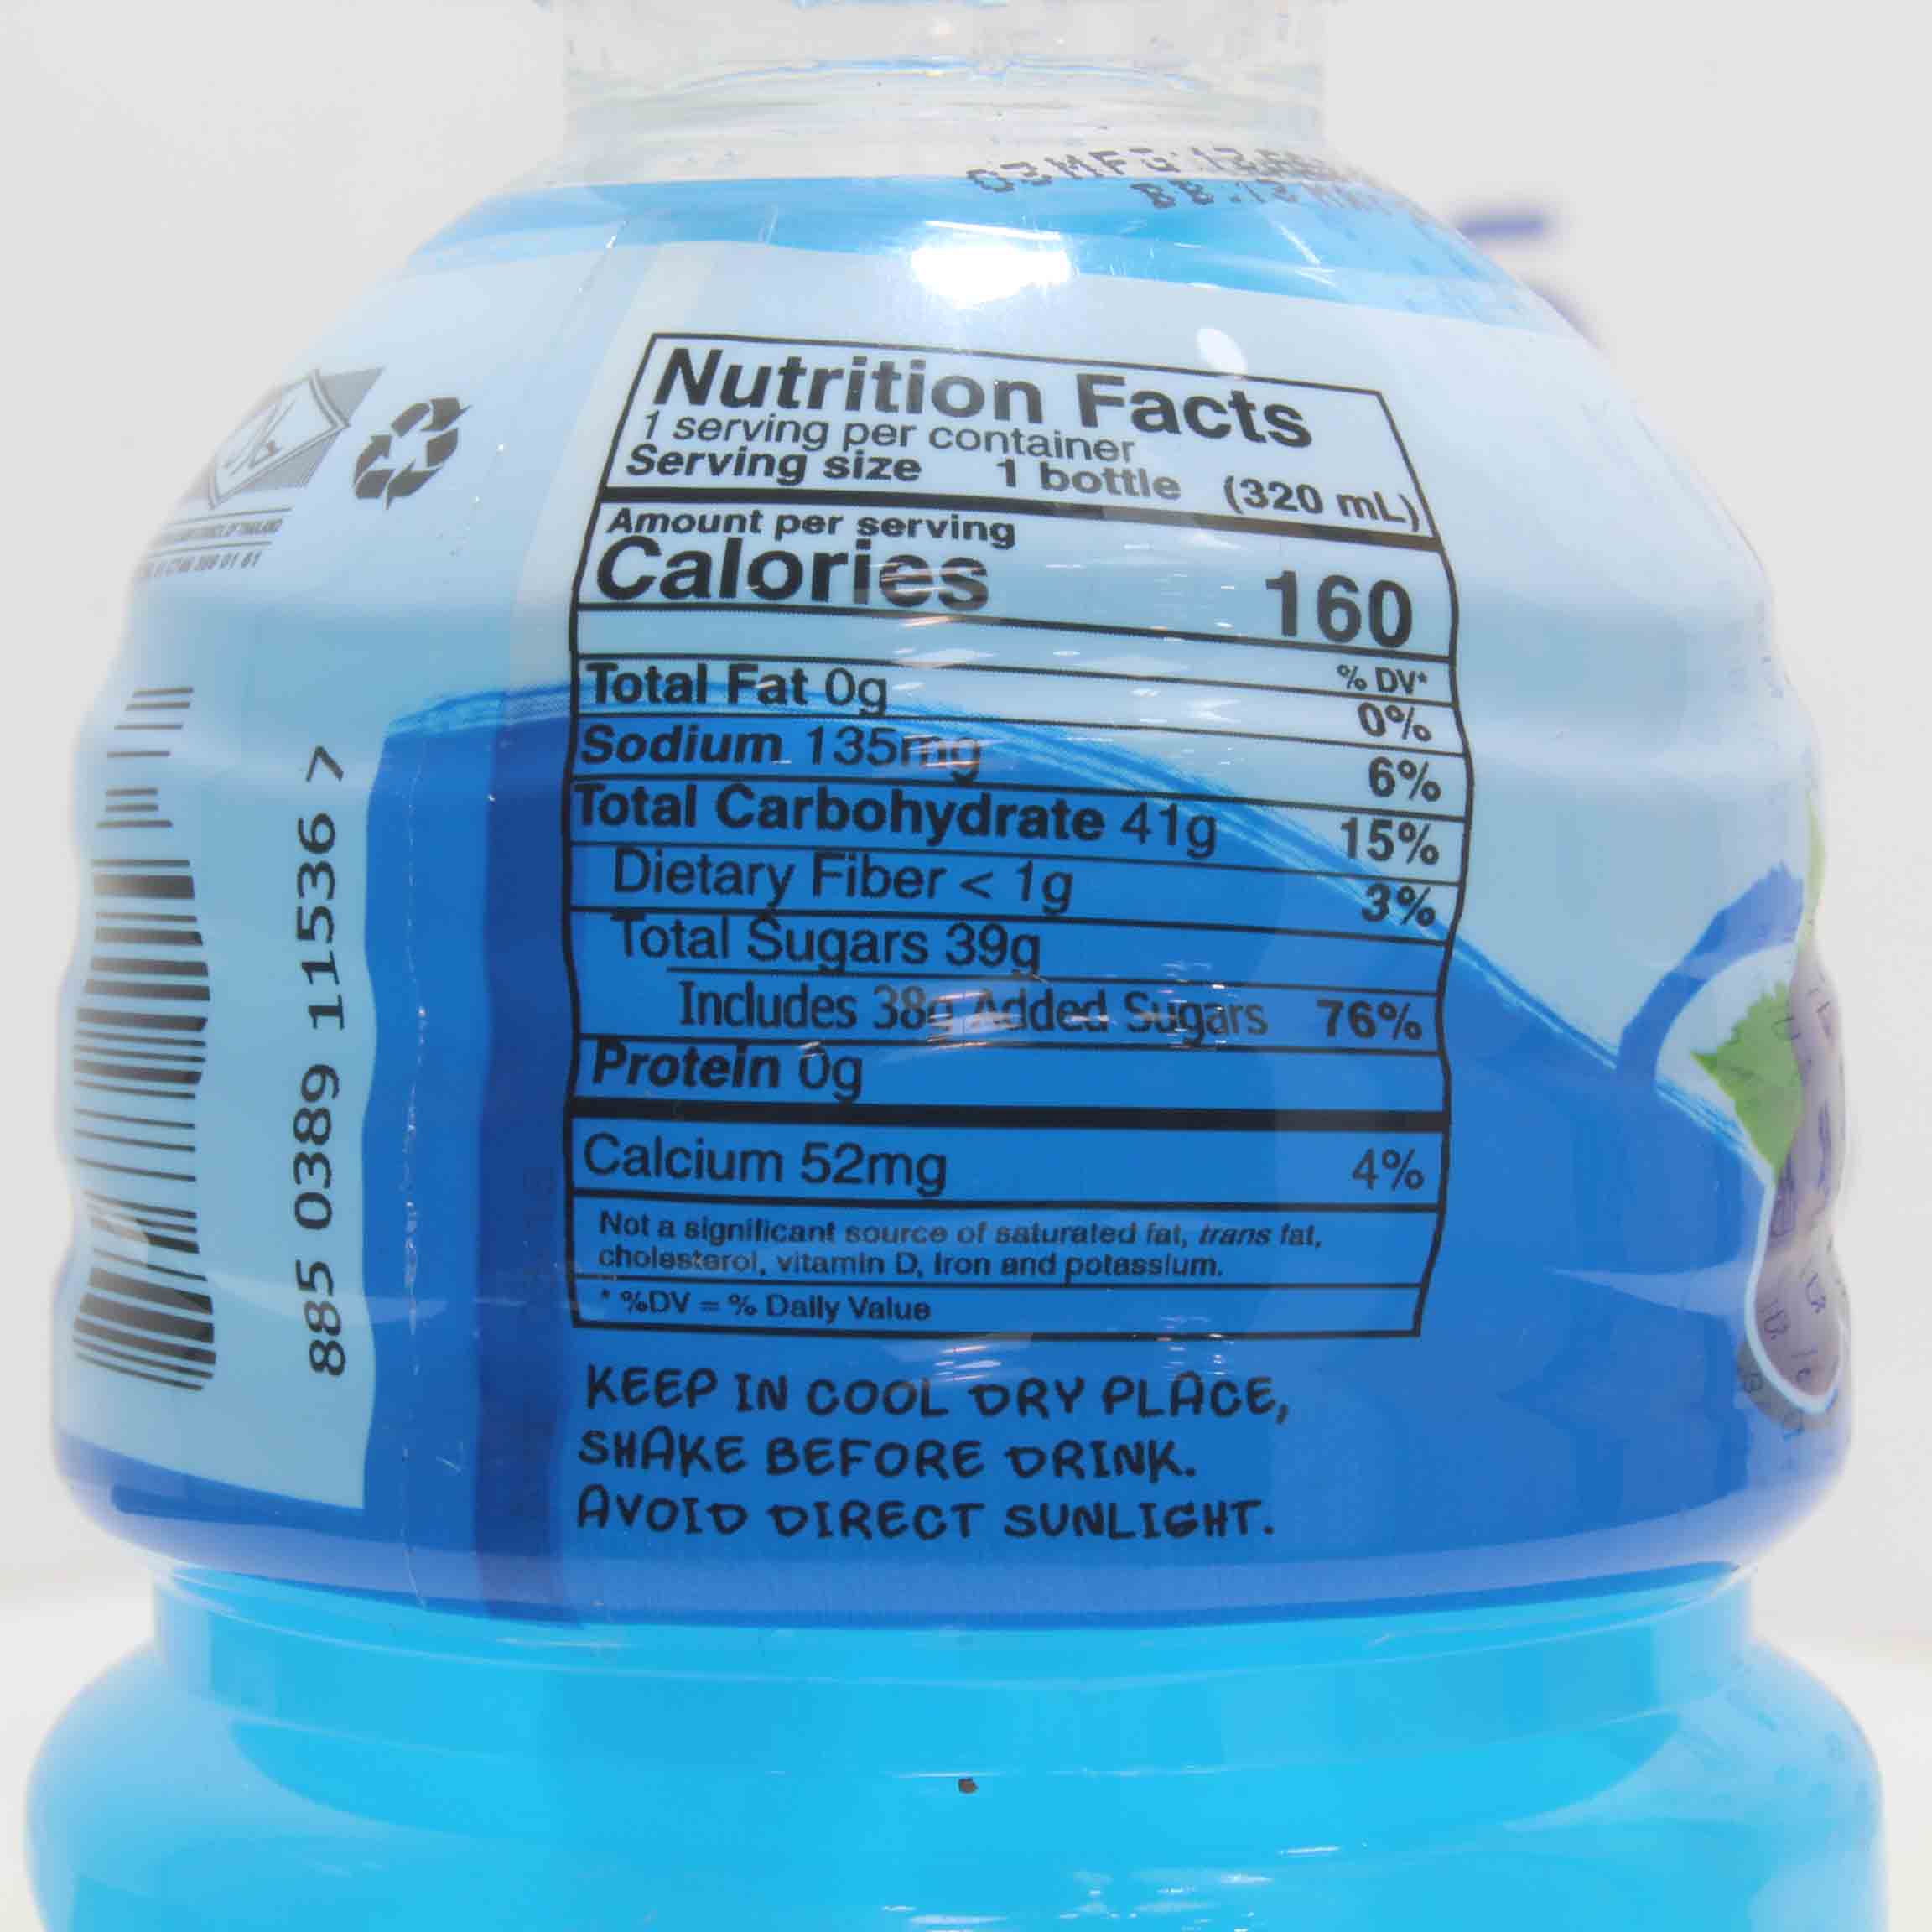 Nutrition Facts
1 serving per container
Serving size 1 bottle (320 mL)
Amount per serving
Calories 160
% DV*
Total Fat 0g 0%
Sodium 135mg 6%
Total Carbohydrate 41g 15%
Dietary Fiber < 1g 3%
Total Sugars 39g
Includes 38g Added Sugars 76%
Protein 0g
Calcium 52mg 4%
Not a significant source of saturated fat, trans fat,
cholesterol, vitamin D, Iron and potassium.
* %DV = % Daily Value
KEEP IN COOL DRY PLACE,
SHAKE BEFORE DRINK.
AVOID DIRECT SUNLIGHT.
885 0389 11536 7